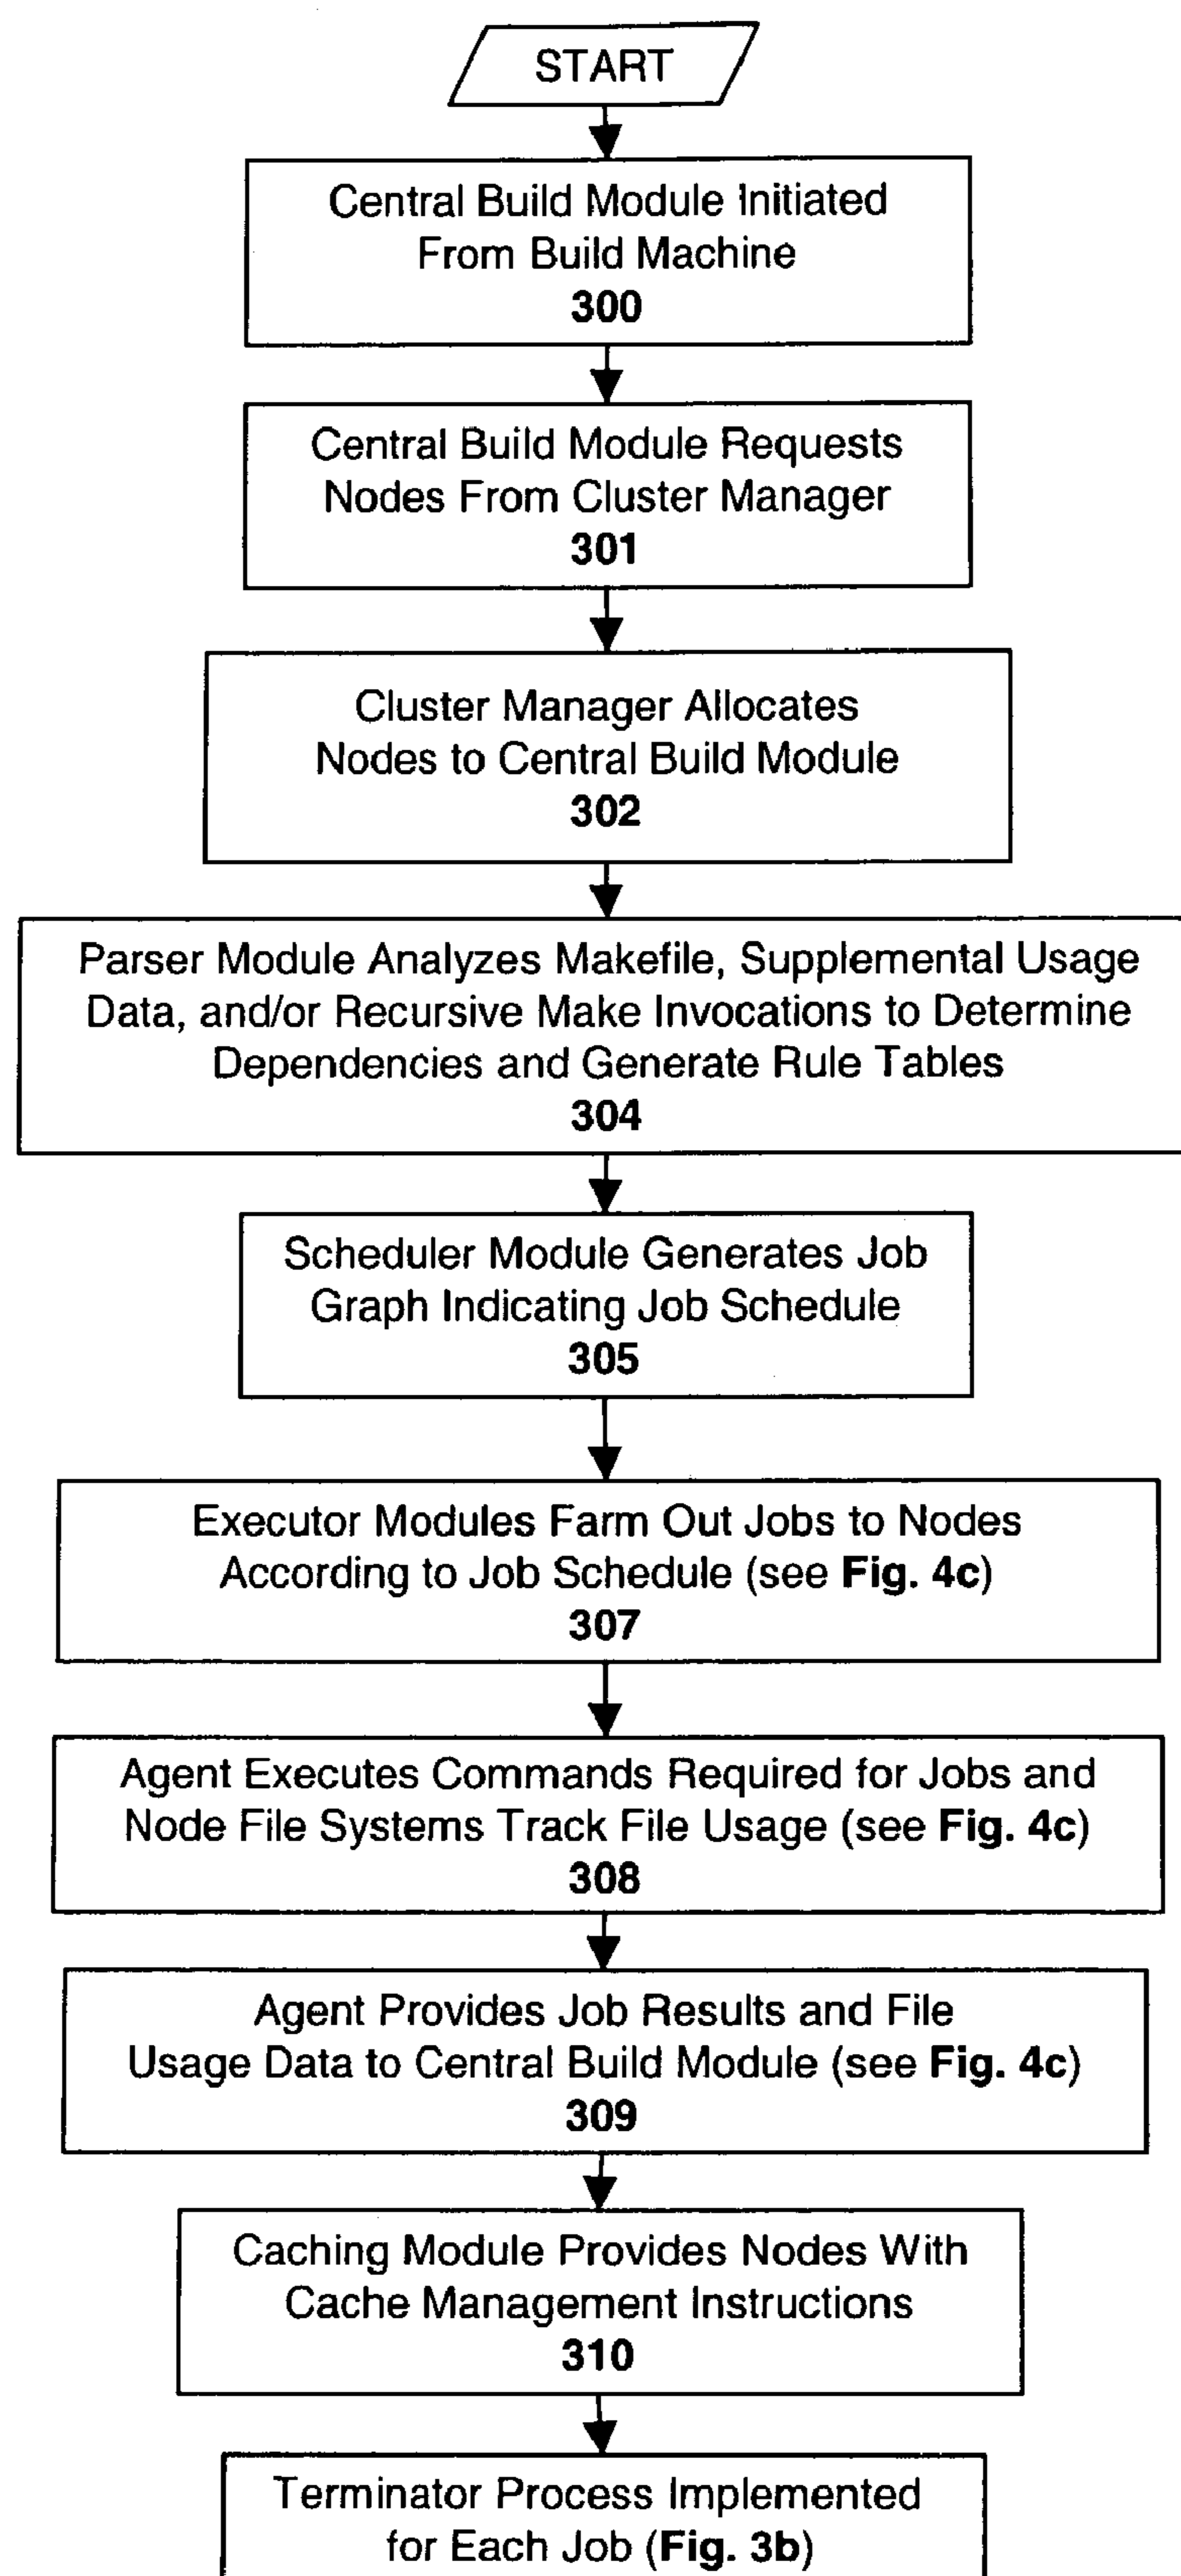 START
Central Build Module Initiated
From Build Machine
300
Central Build Module Requests
Nodes From Cluster Manager
301
Cluster Manager Allocates
Nodes to Central Build Module
302
Parser Module Analyzes Makefile, Supplemental Usage
Data, and/or Recursive Make Invocations to Determine
Dependencies and Generate Rule Tables
304
Scheduler Module Generates Job
Graph Indicating Job Schedule
305
Executor Modules Farm Out Jobs to Nodes
According to Job Schedule (see Fig. 4c)
307
Agent Executes Commands Required for Jobs and
Node File Systems Track File Usage (see Fig. 4c)
308
Agent Provides Job Results and File
Usage Data to Central Build Module (see Fig. 4c)
309
Caching Module Provides Nodes With
Cache Management Instructions
310
Terminator Process Implemented
for Each Job (Fig. 3b)